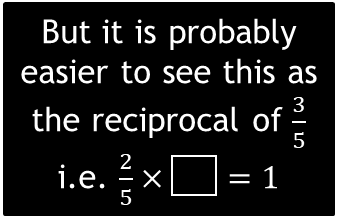 But it is probably
easier to see this as
the reciprocal of 3/5
i.e. 2/5 × □ = 1